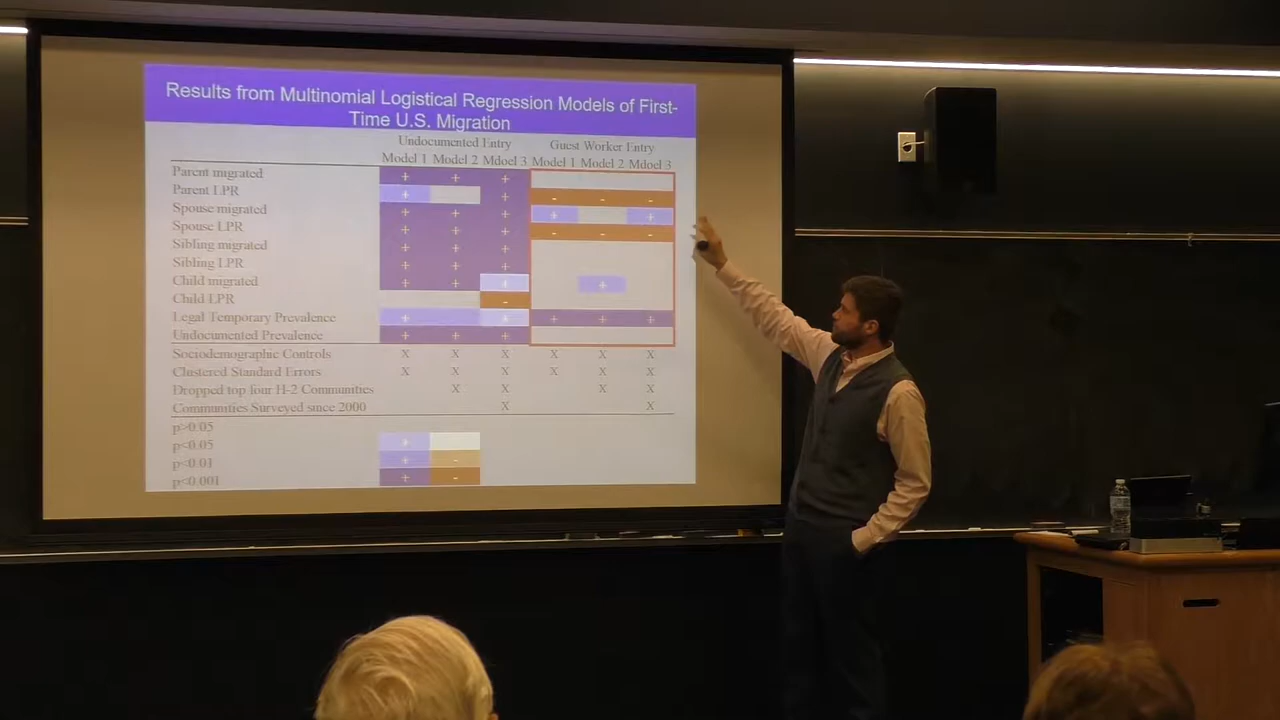 Results from Multinomial Logistical Regression Models of First-
Time U.S. Migration
Undocumented Entry Guest Worker Entry
Model 1 Model 2 Mdoel 3 Model 1 Model 2 Mdoel 3
Parent migrated + + +
Parent LPR + + - - -
Spouse migrated + + + + +
Spouse LPR + + + - - -
Sibling migrated + + +
Sibling LPR + + +
Child migrated + + + +
Child LPR -
Legal Temporary Prevalence + + + + +
Undocumented Prevalence + + +
Sociodemographic Controls X X X X X X
Clustered Standard Errors X X X X X X
Dropped top four H-2 Communities X X X X
Communities Surveyed since 2000 X X
p>0.05
p<0.05 +
p<0.01 + -
p<0.001 + -